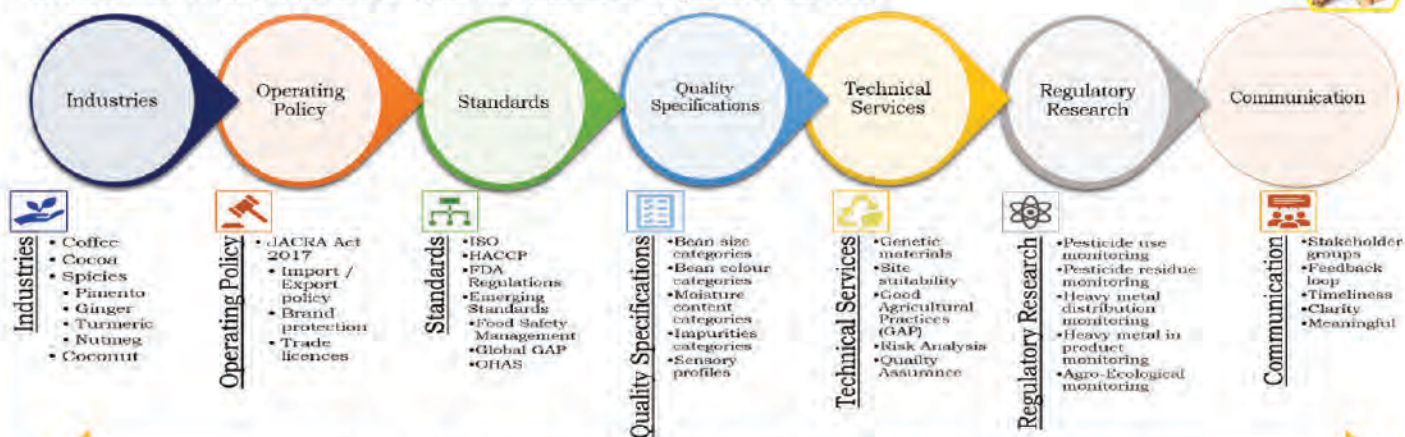 Industries
Operating
Policy
Standards
Quality
Specifications
Technical
Services
Regulatory
Research
Communication
Industries
• Coffee
• Cocoa
• Spicies
• Pimento
• Ginger
• Turmeric
• Nutmeg
• Coconut
Operating Policy
• JACRA Act
2017
• Import /
Export
policy
• Brand
protection
• Trade
licences
Standards
•ISO
•HACCP
•FDA
Regulations
•Emerging
Standards
•Food Safety
Management
•Global GAP
•OHAS
Quality Specifications
•Bean size
categories
•Bean colour
categories
•Moisture
content
categories
•Impurities
categories
•Sensory
profiles
Technical Services
•Genetic
materials
•Site
suitability
•Good
Agricultural
Practices
(GAP)
•Risk Analysis
•Quality
Assurance
Regulatory Research
•Pesticide use
monitoring
•Pesticide residue
monitoring
•Heavy metal
distribution
monitoring
•Heavy metal in
product
monitoring
•Agro-Ecological
monitoring
Communication
•Stakeholder
groups
•Feedback
loop
•Timeliness
•Clarity
•Meaningful